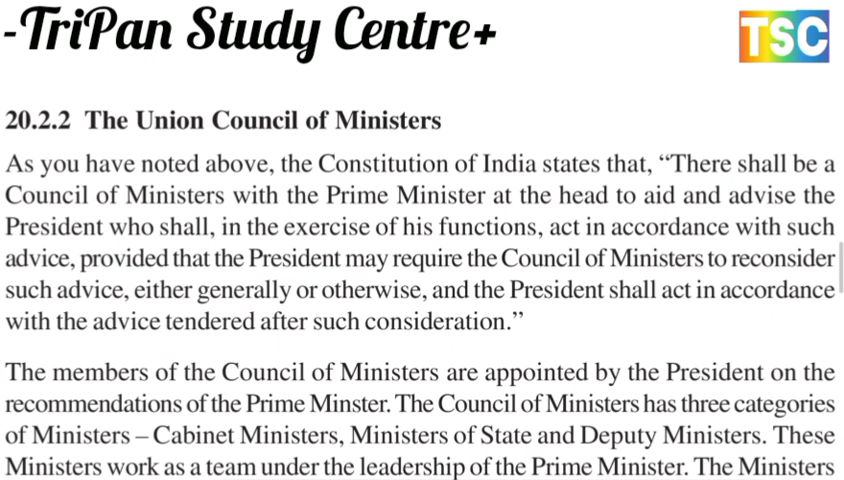 -TriPan Study Centre+
TSC
20.2.2 The Union Council of Ministers
As you have noted above, the Constitution of India states that, “There shall be a
Council of Ministers with the Prime Minister at the head to aid and advise the
President who shall, in the exercise of his functions, act in accordance with such
advice, provided that the President may require the Council of Ministers to reconsider
such advice, either generally or otherwise, and the President shall act in accordance
with the advice tendered after such consideration.”
The members of the Council of Ministers are appointed by the President on the
recommendations of the Prime Minster. The Council of Ministers has three categories
of Ministers – Cabinet Ministers, Ministers of State and Deputy Ministers. These
Ministers work as a team under the leadership of the Prime Minister. The Ministers